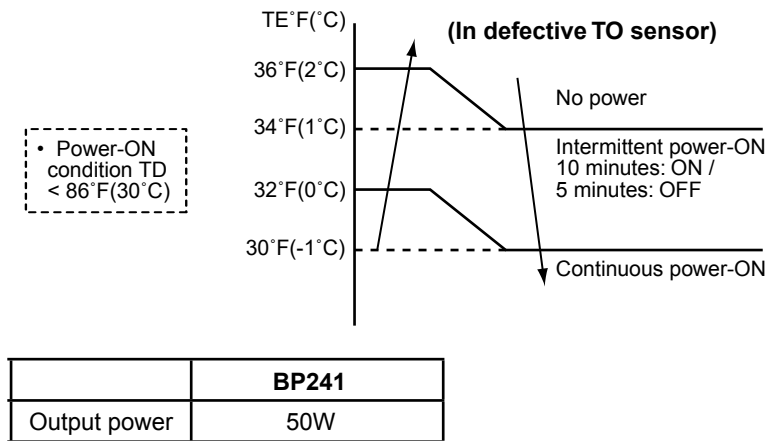 TE˚F(˚C)
(In defective TO sensor)
36˚F(2˚C)
No power
34˚F(1˚C)
Intermittent power-ON
10 minutes: ON /
5 minutes: OFF
• Power-ON
condition TD
< 86˚F(30˚C)
32˚F(0˚C)
30˚F(-1˚C)
Continuous power-ON
BP241
Output power 50W